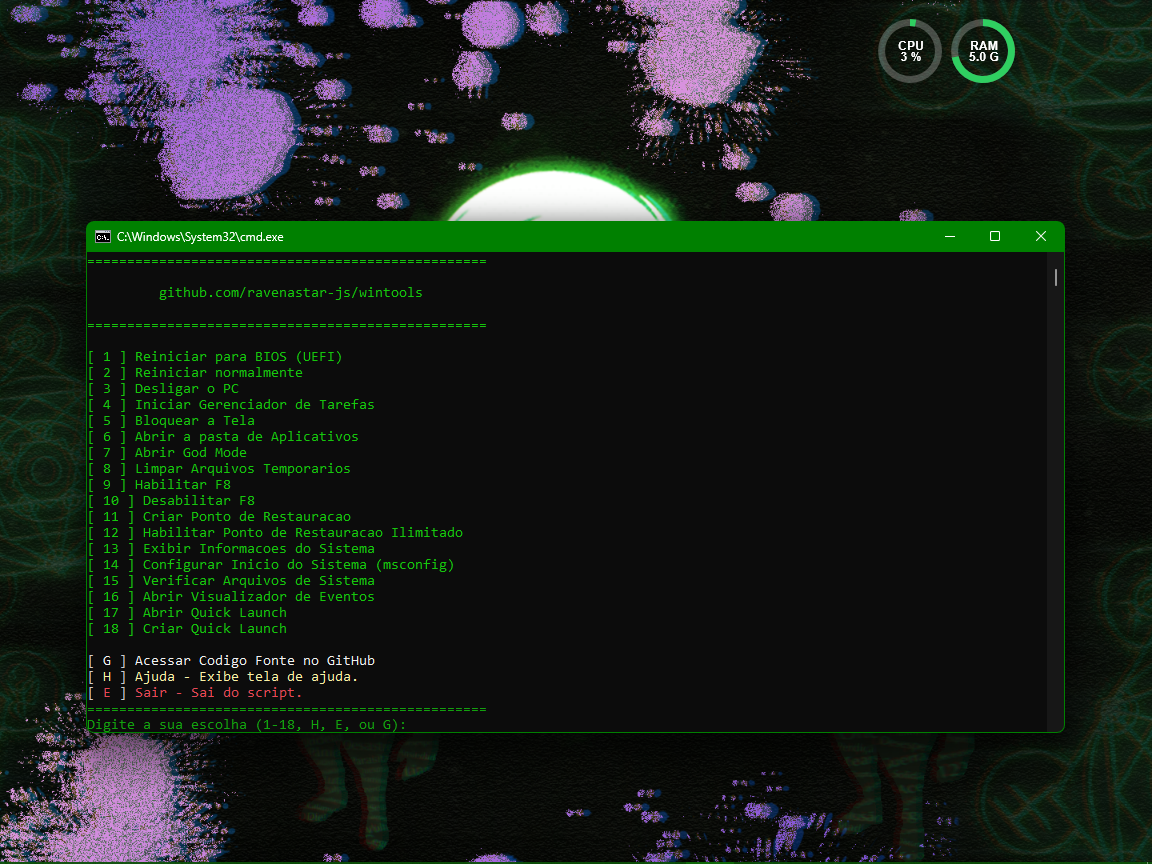 CPU
3 %
RAM
5.0 G
C:\Windows\System32\cmd.exe
==================================================
github.com/ravenastar-js/wintools
==================================================
[ 1 ] Reiniciar para BIOS (UEFI)
[ 2 ] Reiniciar normalmente
[ 3 ] Desligar o PC
[ 4 ] Iniciar Gerenciador de Tarefas
[ 5 ] Bloquear a Tela
[ 6 ] Abrir a pasta de Aplicativos
[ 7 ] Abrir God Mode
[ 8 ] Limpar Arquivos Temporarios
[ 9 ] Habilitar F8
[ 10 ] Desabilitar F8
[ 11 ] Criar Ponto de Restauracao
[ 12 ] Habilitar Ponto de Restauracao Ilimitado
[ 13 ] Exibir Informacoes do Sistema
[ 14 ] Configurar Inicio do Sistema (msconfig)
[ 15 ] Verificar Arquivos de Sistema
[ 16 ] Abrir Visualizador de Eventos
[ 17 ] Abrir Quick Launch
[ 18 ] Criar Quick Launch
[ G ] Acessar Codigo Fonte no GitHub
[ H ] Ajuda - Exibe tela de ajuda.
[ E ] Sair - Sai do script.
==================================================
Digite a sua escolha (1-18, H, E, ou G):